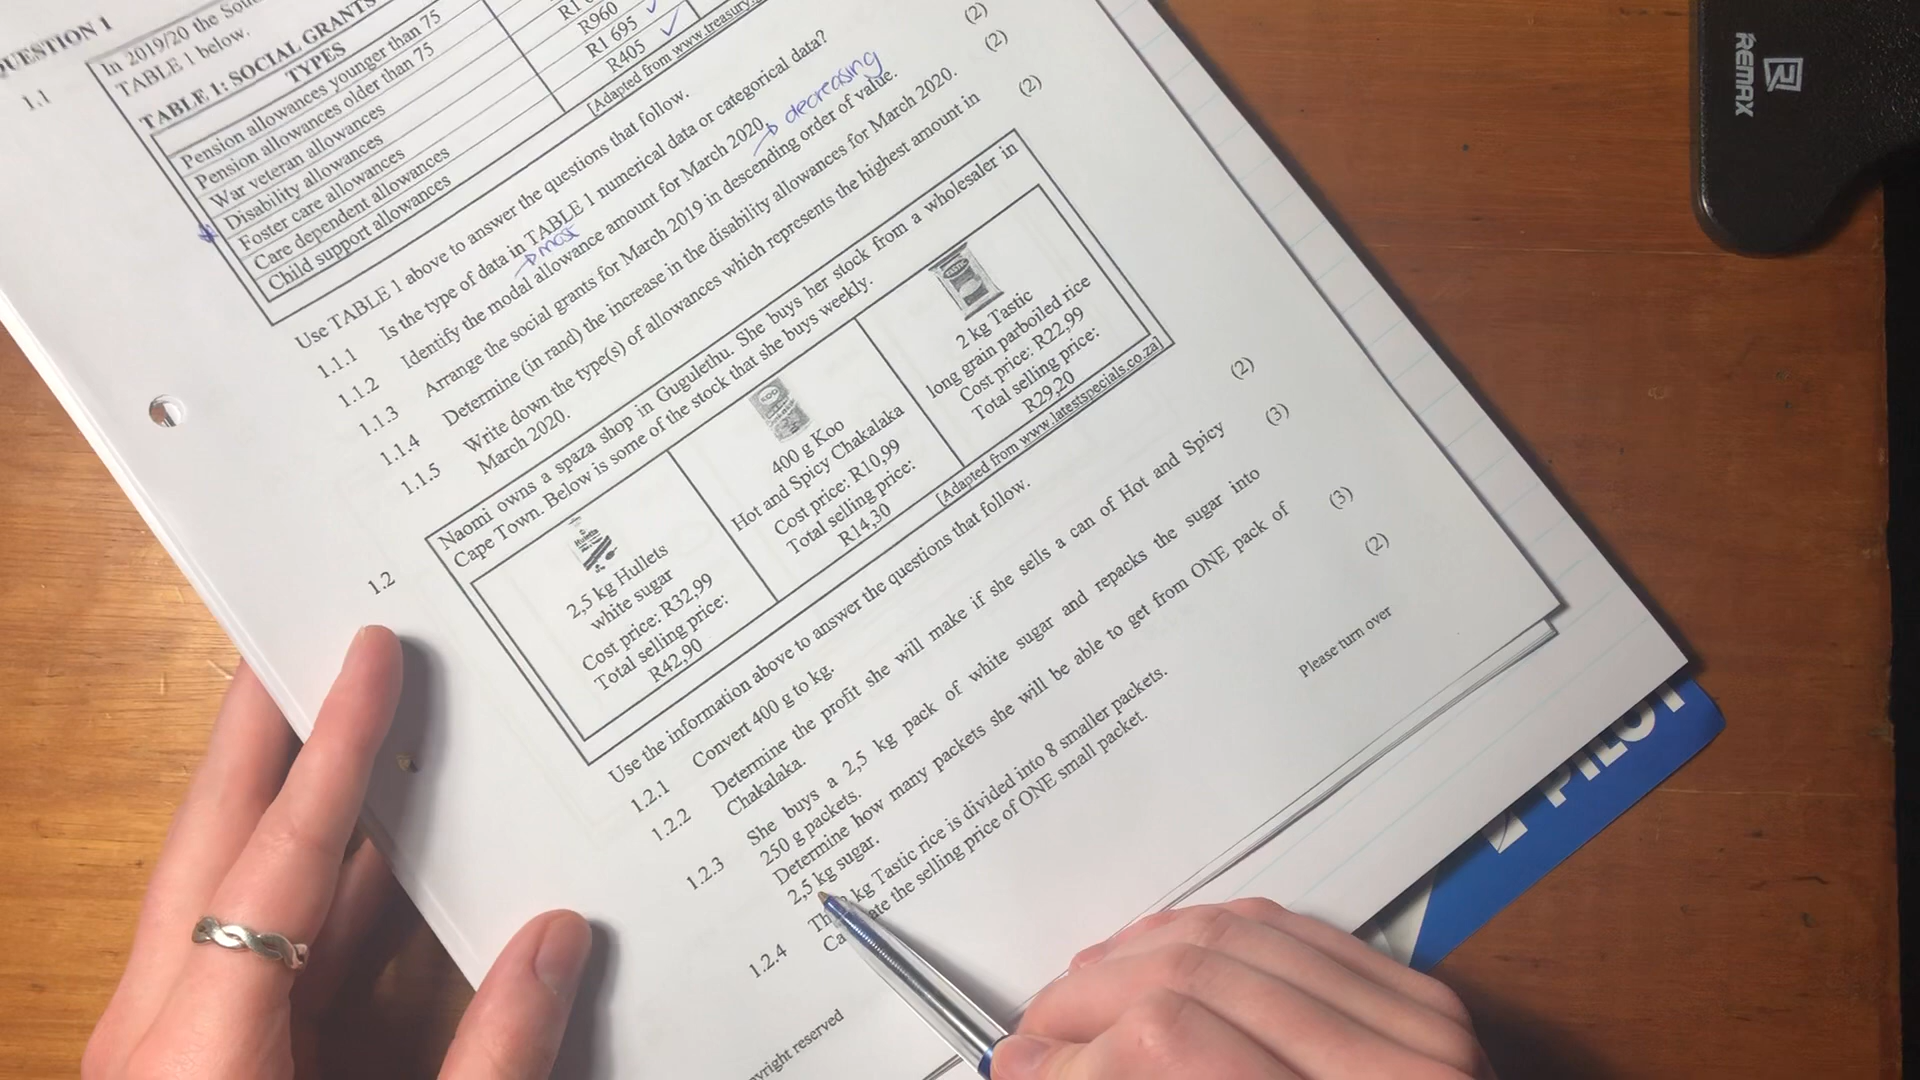 QUESTION 1
1.1
In 2019/20 the
TABLE 1 below.
TABLE 1: SOCIAL GRANTS
TYPES
Pension allowances younger than 75
Pension allowances older than 75
War veteran allowances
Disability allowances
Foster care allowances
Care dependent allowances
Child support allowances
R960
R1 695
R405
[Adapted from www.treasury.
Use TABLE 1 above to answer the questions that follow.
1.1.1 Is the type of data in TABLE 1 numerical data or categorical data? (2)
most
1.1.2 Identify the modal allowance amount for March 2020. (2)
decreasing
1.1.3 Arrange the social grants for March 2019 in descending order of value. (2)
1.1.4 Determine (in rand) the increase in the disability allowances for March 2020.
1.1.5 Write down the type(s) of allowances which represents the highest amount in
March 2020.
1.2
Naomi owns a spaza shop in Gugulethu. She buys her stock from a wholesaler in
Cape Town. Below is some of the stock that she buys weekly.
2,5 kg Hullets
white sugar
Cost price: R32,99
Total selling price:
R42,90
KOO
400 g Koo
Hot and Spicy Chakalaka
Cost price: R10,99
Total selling price:
R14,30
2 kg Tastic
long grain parboiled rice
Cost price: R22,99
Total selling price:
R29,20
[Adapted from www.latestspecials.co.za]
Use the information above to answer the questions that follow.
1.2.1 Convert 400 g to kg. (2)
1.2.2 Determine the profit she will make if she sells a can of Hot and Spicy
Chakalaka. (3)
1.2.3 She buys a 2,5 kg pack of white sugar and repacks the sugar into
250 g packets.
Determine how many packets she will be able to get from ONE pack of
2,5 kg sugar. (3)
1.2.4 kg Tastic rice is divided into 8 smaller packets.
the selling price of ONE small packet. (2)
reserved
Please turn over
REMAX
PILOT